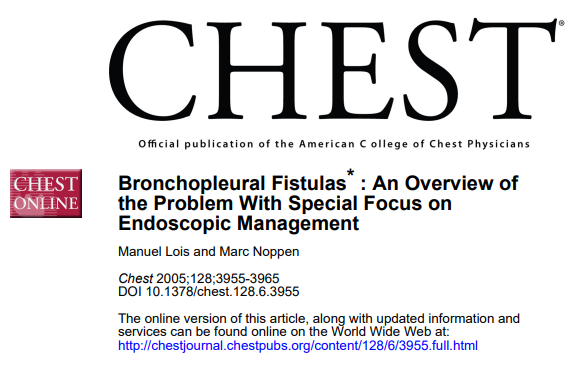 CHEST®
Official publication of the American C ollege of Chest Physicians
CHEST
ONLINE
Bronchopleural Fistulas* : An Overview of
the Problem With Special Focus on
Endoscopic Management
Manuel Lois and Marc Noppen
Chest 2005;128;3955-3965
DOI 10.1378/chest.128.6.3955
The online version of this article, along with updated information and
services can be found online on the World Wide Web at:
http://chestjournal.chestpubs.org/content/128/6/3955.full.html